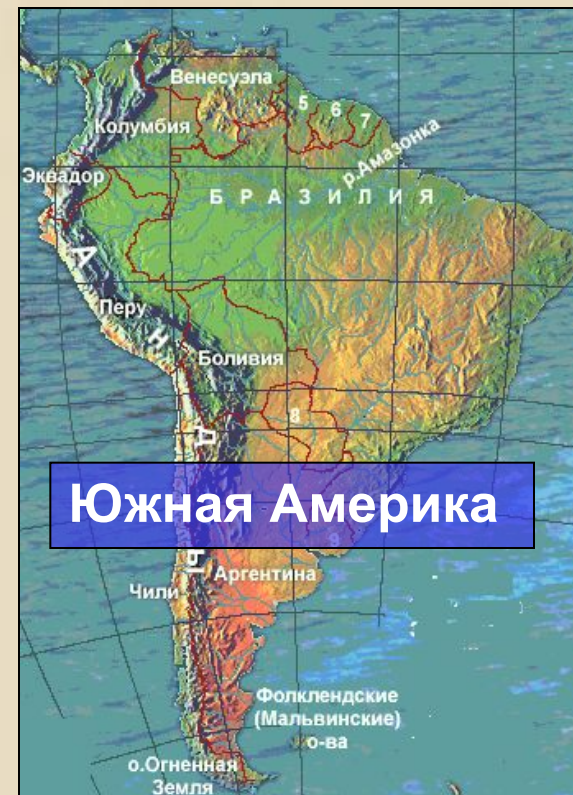 Венесуэла
5 6 7
Колумбия
р.Амазонка
Эквадор
БРАЗИЛИЯ
АНДЫ
Перу
Боливия
8
Южная Америка
9
Аргентина
Чили
Фолклендские
(Мальвинские)
о-ва
о.Огненная
Земля